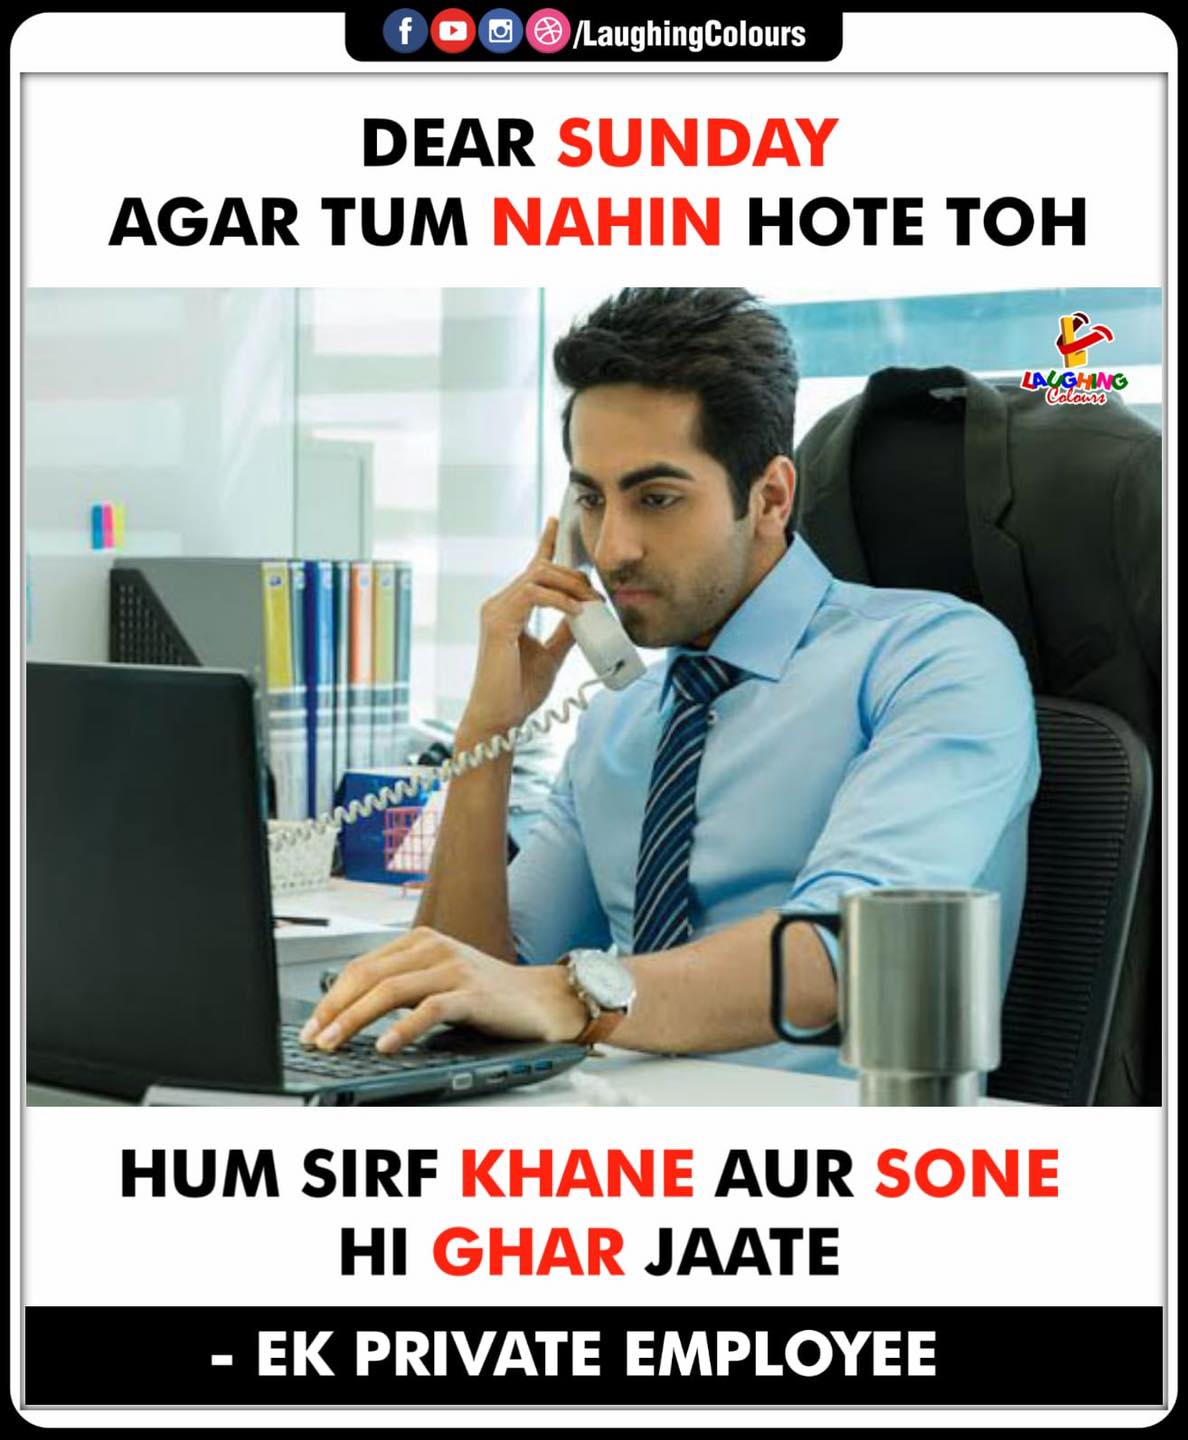 /LaughingColours
DEAR SUNDAY
AGAR TUM NAHIN HOTE TOH
LAUGHING
Colours
HUM SIRF KHANE AUR SONE
HI GHAR JAATE
- EK PRIVATE EMPLOYEE